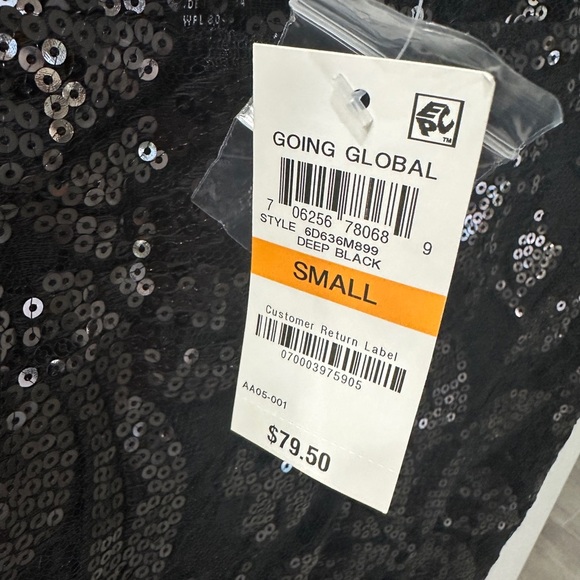 EPC™
GOING GLOBAL
7 06256 78068 9
STYLE 6D636M899
DEEP BLACK
SMALL
Customer Return Label
070003975905
AA05-001
$79.50